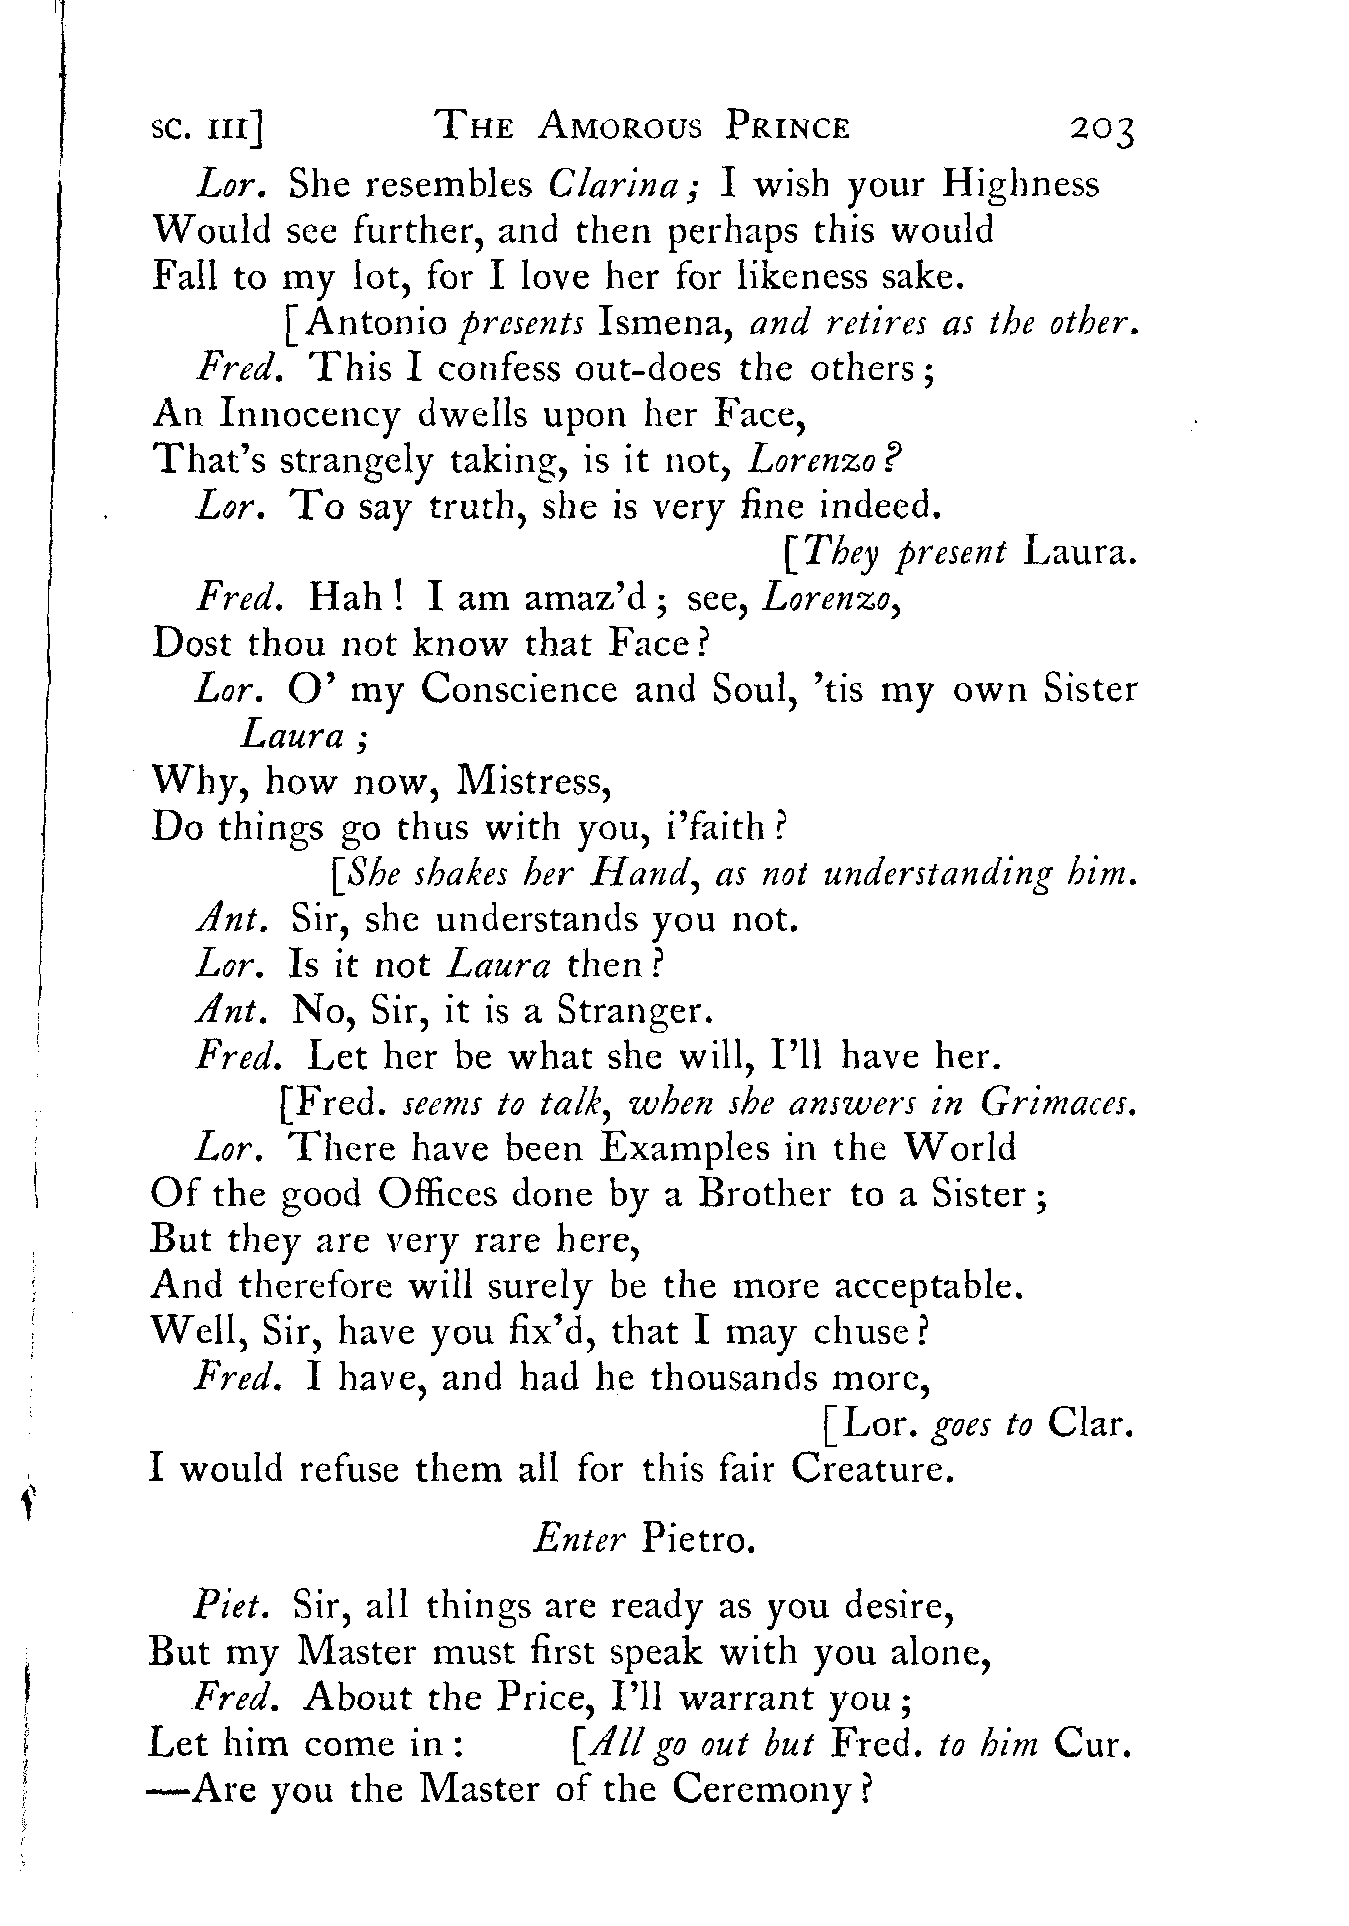 SC. III] THE AMOROUS PRINCE 203
Lor. She resembles Clarina; I wish your Highness
Would see further, and then perhaps this would
Fall to my lot, for I love her for likeness sake.
[Antonio presents Ismena, and retires as the other.
Fred. This I confess out-does the others;
An Innocency dwells upon her Face,
That's strangely taking, is it not, Lorenzo?
Lor. To say truth, she is very fine indeed.
[They present Laura.
Fred. Hah! I am amaz'd; see, Lorenzo,
Dost thou not know that Face?
Lor. O' my Conscience and Soul, 'tis my own Sister
Laura;
Why, how now, Mistress,
Do things go thus with you, i'faith?
[She shakes her Hand, as not understanding him.
Ant. Sir, she understands you not.
Lor. Is it not Laura then?
Ant. No, Sir, it is a Stranger.
Fred. Let her be what she will, I'll have her.
[Fred. seems to talk, when she answers in Grimaces.
Lor. There have been Examples in the World
Of the good Offices done by a Brother to a Sister;
But they are very rare here,
And therefore will surely be the more acceptable.
Well, Sir, have you fix'd, that I may chuse?
Fred. I have, and had he thousands more,
[Lor. goes to Clar.
I would refuse them all for this fair Creature.
Enter Pietro.
Piet. Sir, all things are ready as you desire,
But my Master must first speak with you alone,
Fred. About the Price, I'll warrant you;
Let him come in: [All go out but Fred. to him Cur.
—Are you the Master of the Ceremony?